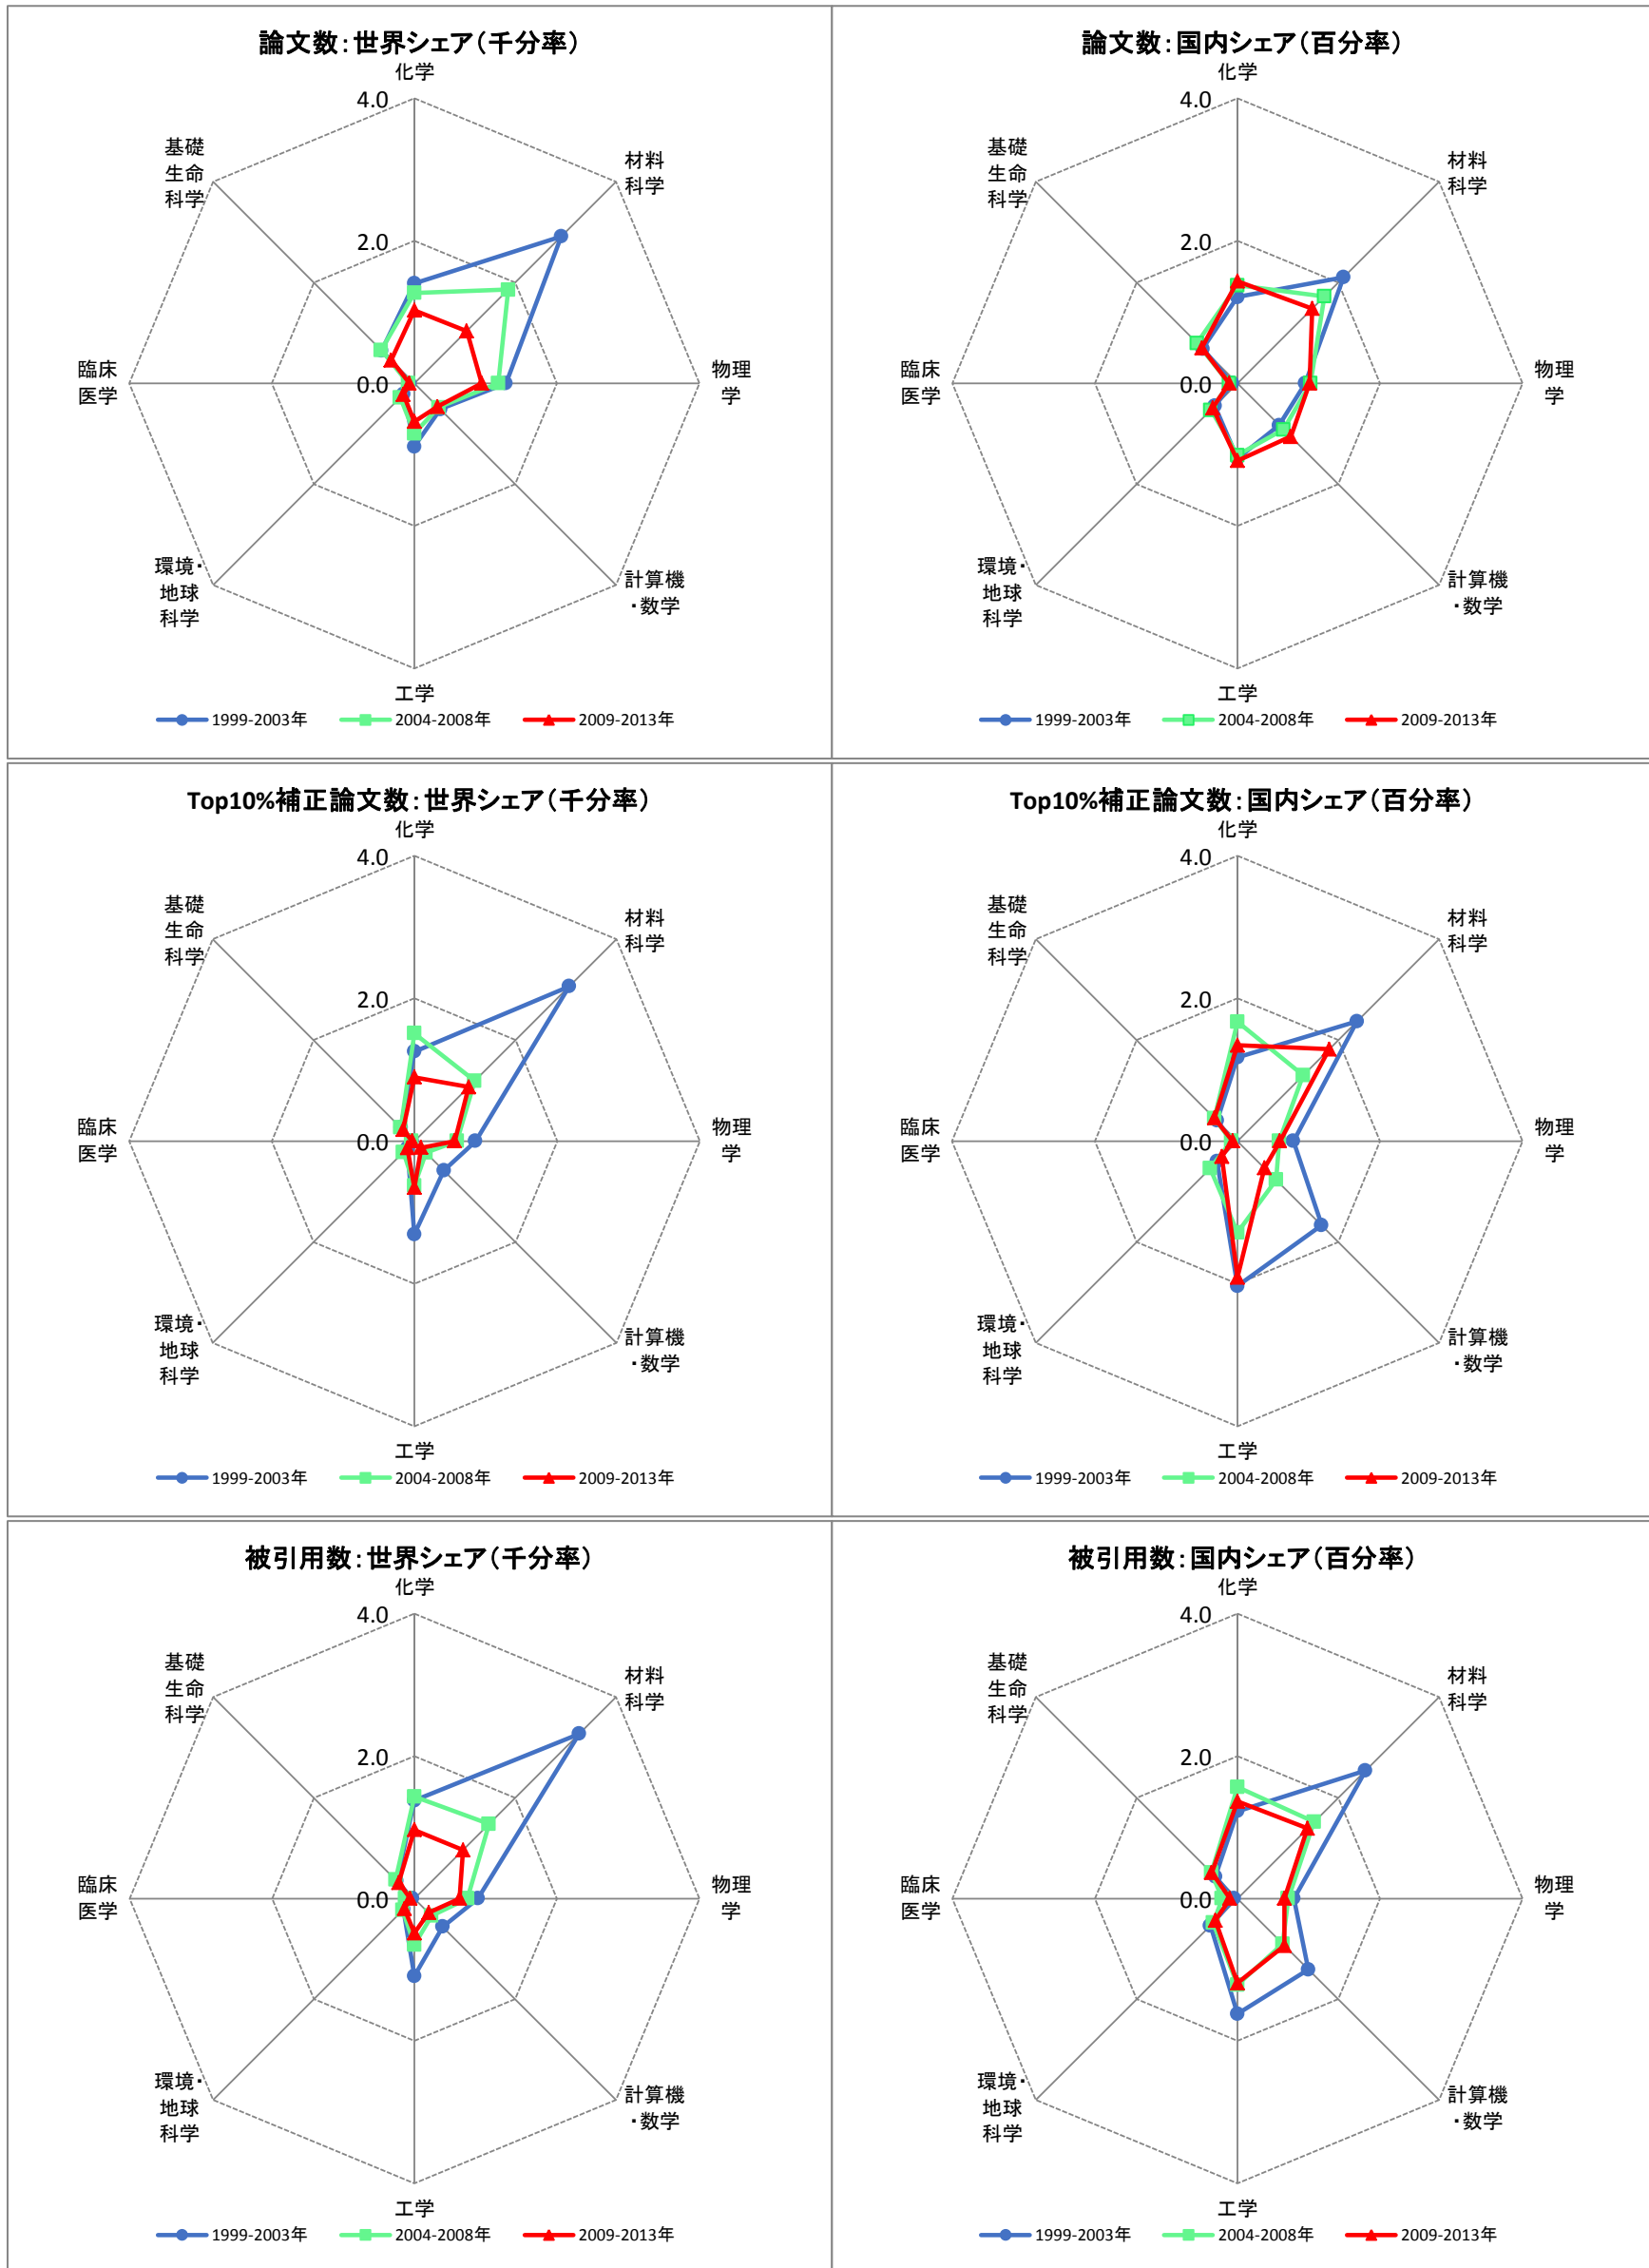 論文数：世界シェア（千分率）
化学
4.0
基礎
生命
科学
材料
科学
2.0
臨床
医学
0.0
物理
学
環境・
地球
科学
計算機
・数学
工学
1999-2003年
2004-2008年
2009-2013年
論文数：国内シェア（百分率）
化学
4.0
基礎
生命
科学
材料
科学
2.0
臨床
医学
0.0
物理
学
環境・
地球
科学
計算機
・数学
工学
1999-2003年
2004-2008年
2009-2013年
Top10%補正論文数：世界シェア（千分率）
化学
4.0
基礎
生命
科学
材料
科学
2.0
臨床
医学
0.0
物理
学
環境・
地球
科学
計算機
・数学
工学
1999-2003年
2004-2008年
2009-2013年
Top10%補正論文数：国内シェア（百分率）
化学
4.0
基礎
生命
科学
材料
科学
2.0
臨床
医学
0.0
物理
学
環境・
地球
科学
計算機
・数学
工学
1999-2003年
2004-2008年
2009-2013年
被引用数：世界シェア（千分率）
化学
4.0
基礎
生命
科学
材料
科学
2.0
臨床
医学
0.0
物理
学
環境・
地球
科学
計算機
・数学
工学
1999-2003年
2004-2008年
2009-2013年
被引用数：国内シェア（百分率）
化学
4.0
基礎
生命
科学
材料
科学
2.0
臨床
医学
0.0
物理
学
環境・
地球
科学
計算機
・数学
工学
1999-2003年
2004-2008年
2009-2013年